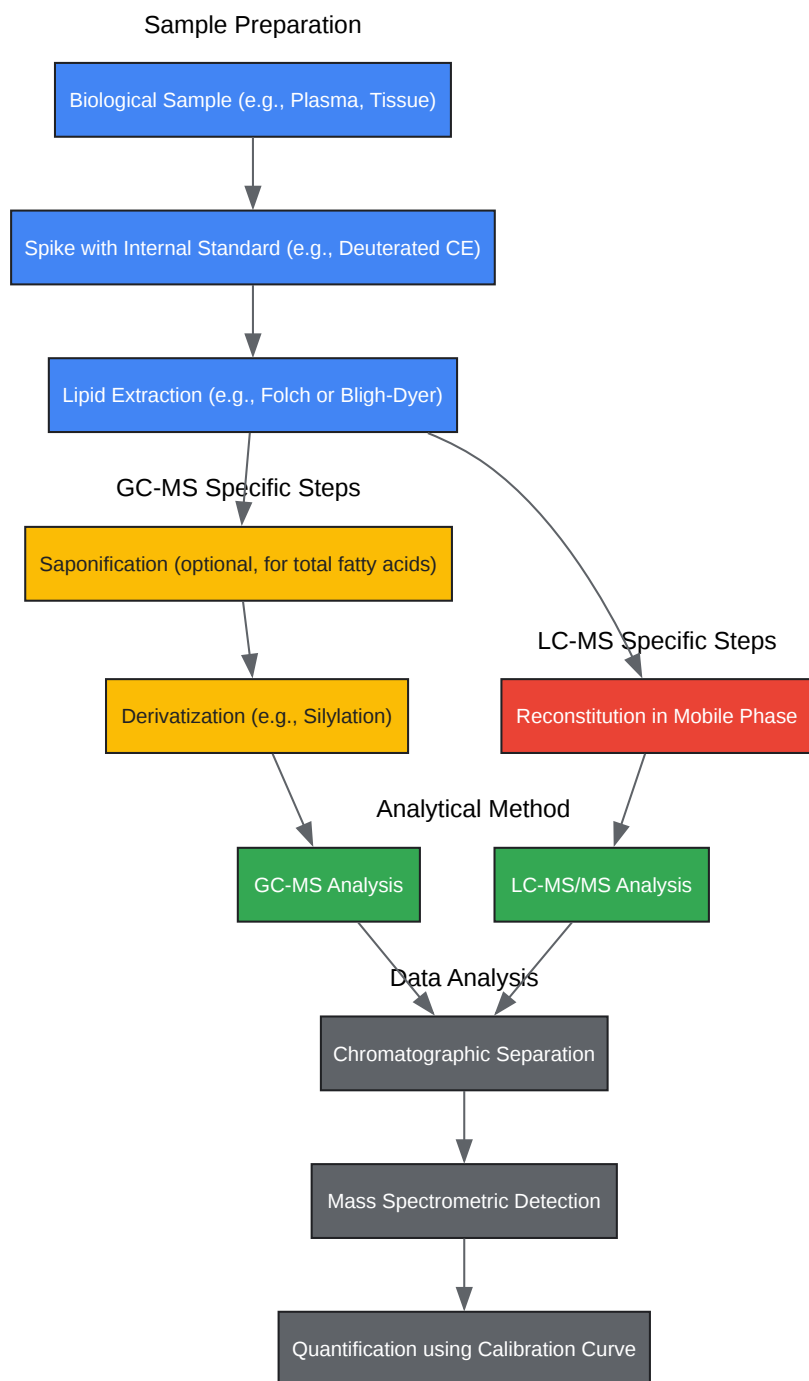 Sample Preparation
Biological Sample (e.g., Plasma, Tissue)
Spike with Internal Standard (e.g., Deuterated CE)
Lipid Extraction (e.g., Folch or Bligh-Dyer)
GC-MS Specific Steps
Saponification (optional, for total fatty acids)
LC-MS Specific Steps
Derivatization (e.g., Silylation)
Reconstitution in Mobile Phase
Analytical Method
GC-MS Analysis
LC-MS/MS Analysis
Data Analysis
Chromatographic Separation
Mass Spectrometric Detection
Quantification using Calibration Curve